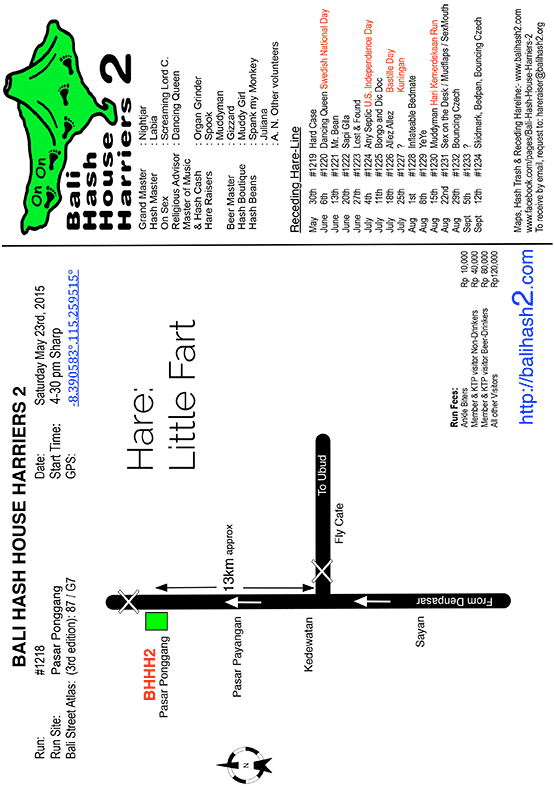 BALI HASH HOUSE HARRIERS 2
Run: #1218
Run Site: Pasar Ponggang
Bali Street Atlas: (3rd edition): 87 / G7
Date: Saturday May 23rd, 2015
Start Time: 4-30 pm Sharp
GPS: -8.390583° 115.259515°
Hare:
Little Fart
BHHH2
Pasar Ponggang
13km approx
Pasar Payangan
Kedewatan
To Ubud
Fly Cafe
Sayan
From Denpasar
N
Run Fees:
Ankle Biters Rp 10,000
Member & KTP visitor Non-Drinkers Rp 40,000
Member & KTP visitor Beer-Drinkers Rp 80,000
All other Visitors Rp120,000
http://balihash2.com
On On
Bali
Hash
House
Harriers 2
Grand Master : Nightjar
Hash Master : Labia
On Sex : Screaming Lord C.
Religious Advisor : Dancing Queen
Master of Music
& Hash Cash : Organ Grinder
Hare Raisers : Spook
: Muddyman
Beer Master : Gizzard
Hash Boutique : Muddy Girl
Hash Beans : Spank my Monkey
: Juliana
: A. N. Other volunteers
Receding Hare-Line
May 30th #1219 Hard Case
June 6th #1220 Dancing Queen Swedish National Day
June 13th #1221 Mr. Bean
June 20th #1222 Sapi Gila
June 27th #1223 Lost & Found
July 4th #1224 Any Septic U.S. Independence Day
July 11th #1225 Bongo and Dic Doc
July 18th #1226 Allez Allez Bastille Day
July 25th #1227 ? Kuningan
Aug 1st #1228 Inflateable Bedmate
Aug 8th #1229 YeYe
Aug 15th #1230 Muddyman Hari Kemerdekaan Run
Aug 22nd #1231 Sex on the Desk / Mudflaps / SexMouth
Aug 29th #1232 Bouncing Czech
Sept 5th #1233 ?
Sept 12th #1234 Skidmark, Bedpan, Bouncing Czech
Maps, Hash Trash & Receding Hareline:- www.balihash2.com
www.facebook.com/pages/Bali-Hash-House-Harriers-2
To receive by email, request to: hareraiser@balihash2.org